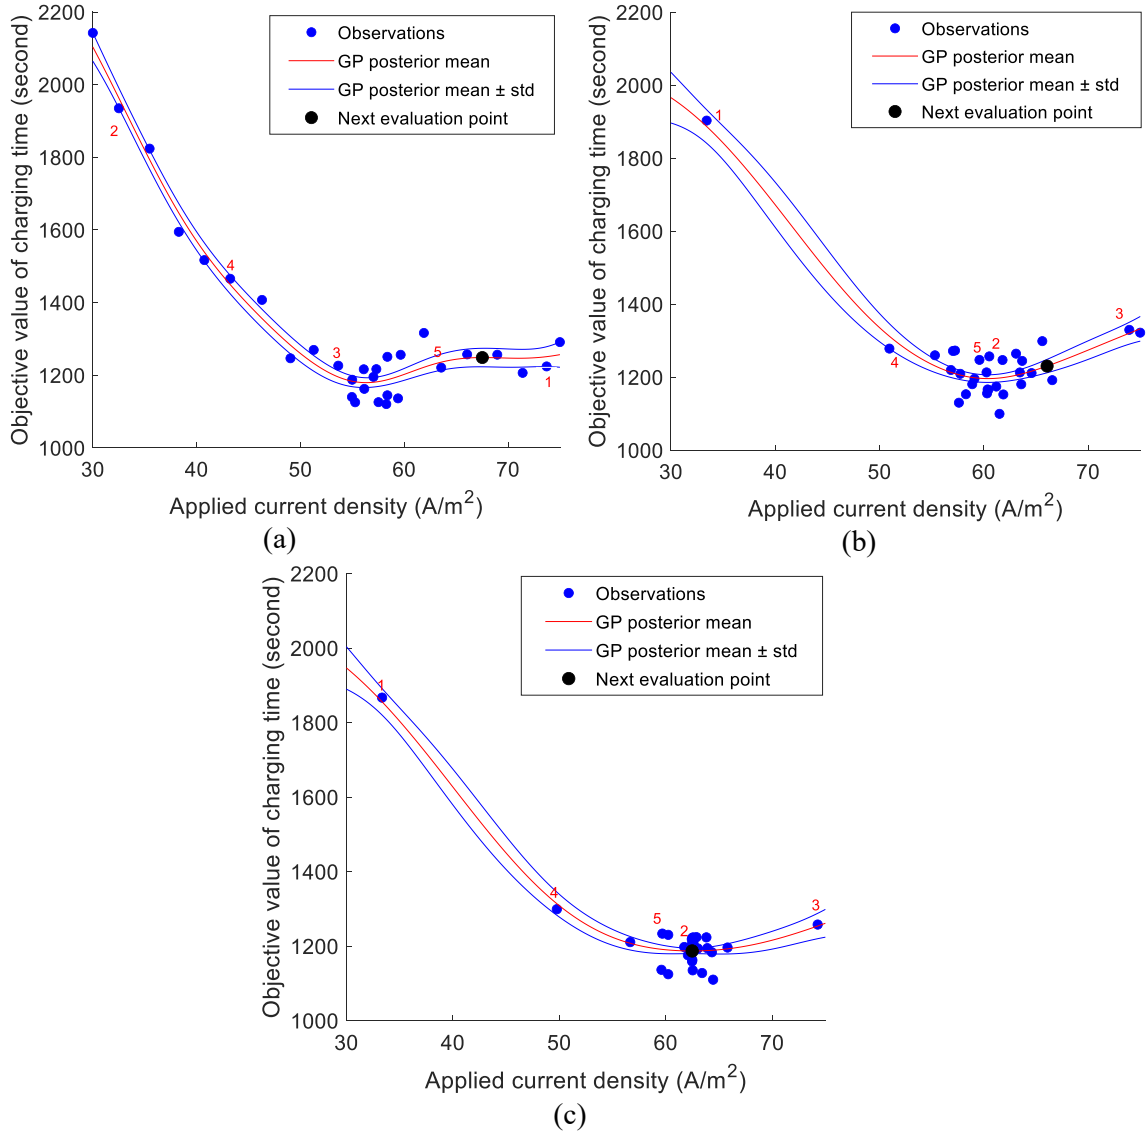 2200
2000
1800
1600
1400
1200
1000
30
40
50
60
70
Objective value of charging time (second)
Applied current density (A/m²)
Observations
GP posterior mean
GP posterior mean ± std
Next evaluation point
2
4
3
5
1
(a)
2200
2000
1800
1600
1400
1200
1000
30
40
50
60
70
Objective value of charging time (second)
Applied current density (A/m²)
Observations
GP posterior mean
GP posterior mean ± std
Next evaluation point
1
4
5
2
3
(b)
2200
2000
1800
1600
1400
1200
1000
30
40
50
60
70
Objective value of charging time (second)
Applied current density (A/m²)
Observations
GP posterior mean
GP posterior mean ± std
Next evaluation point
1
4
5
2
3
(c)